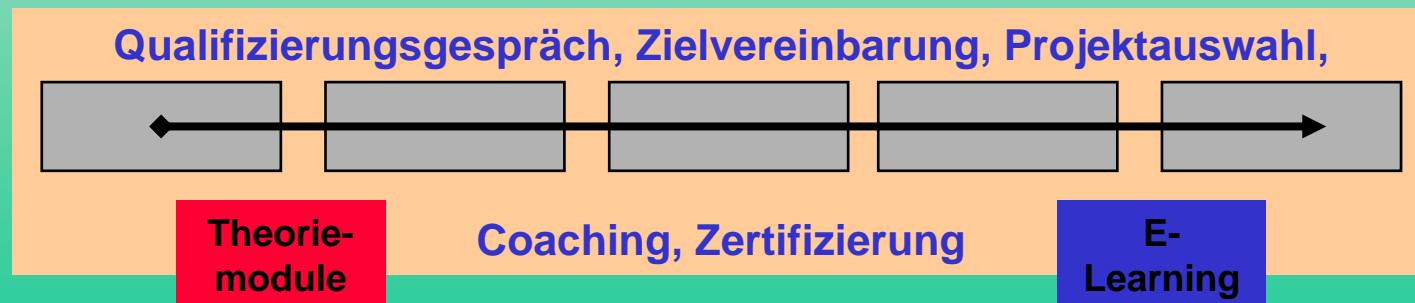 Qualifizierungsgespräch, Zielvereinbarung, Projektauswahl,
Theorie-
module
Coaching, Zertifizierung
E-
Learning